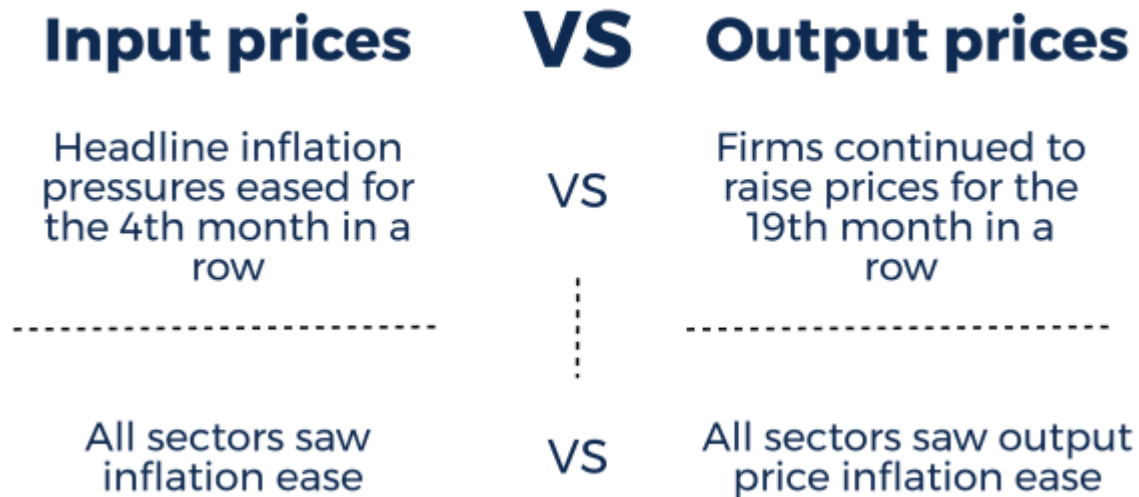 Input prices VS Output prices
Headline inflation
pressures eased for
the 4th month in a
row
VS
Firms continued to
raise prices for the
19th month in a
row
All sectors saw
inflation ease
VS
All sectors saw output
price inflation ease